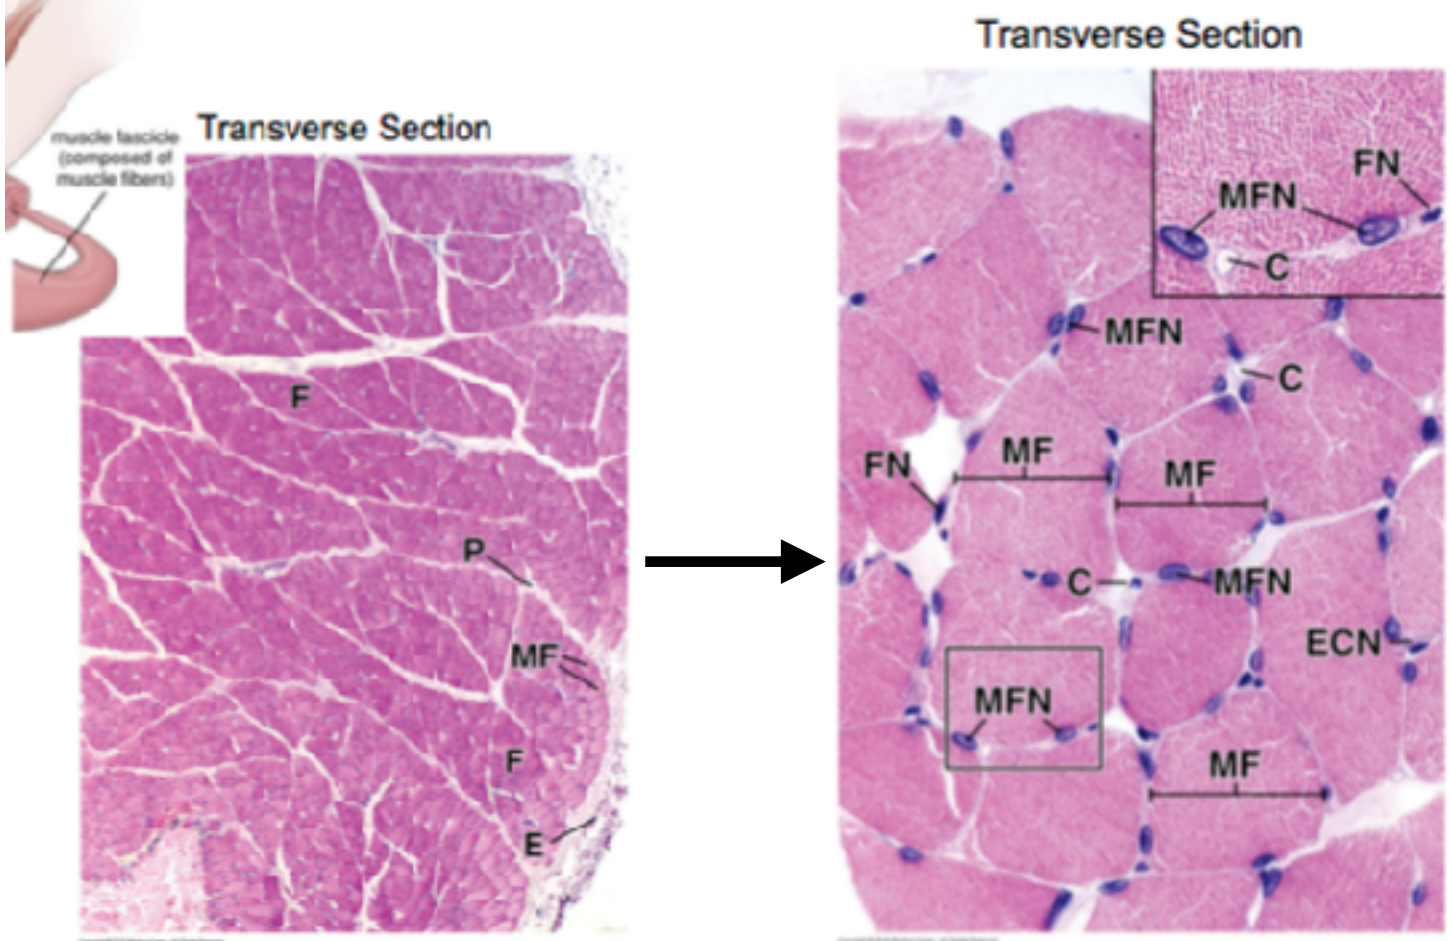 Transverse Section
muscle fascicle
(composed of
muscle fibers)
F
P
MF
F
E
Transverse Section
FN
MFN
C
MFN
C
MF
FN
MF
C
MFN
ECN
MFN
MF